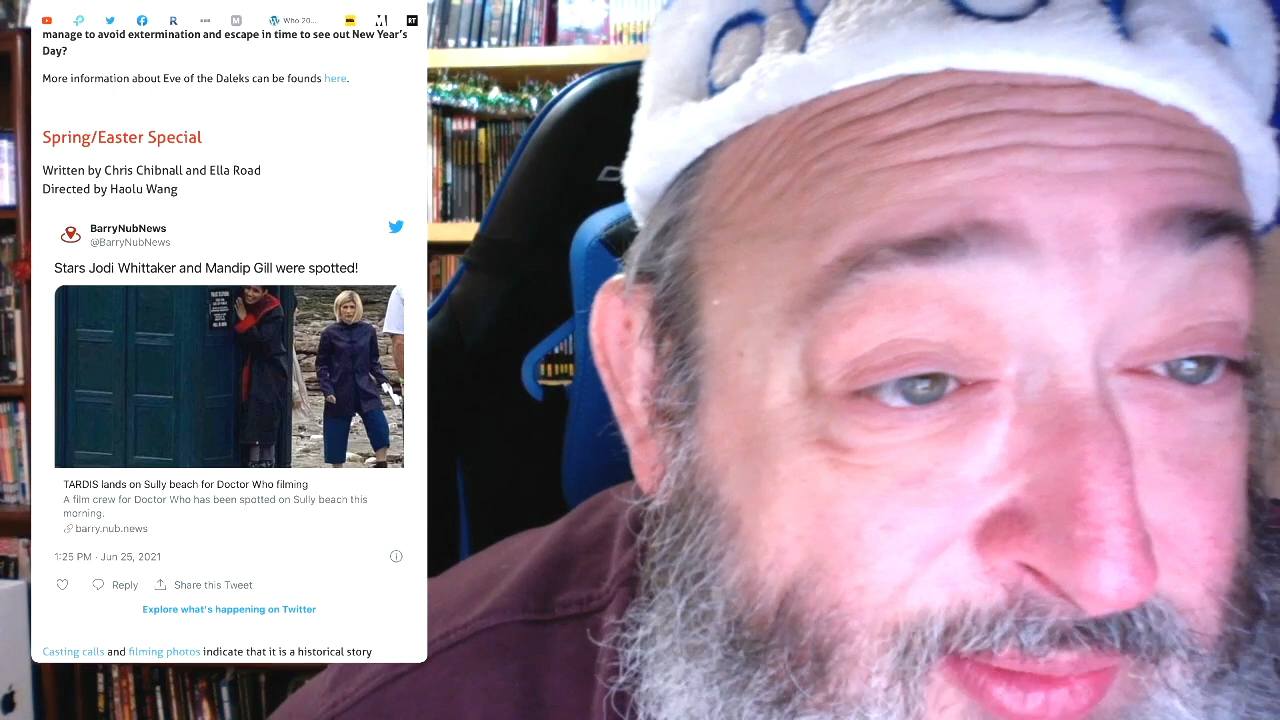 Who 20...
RT
manage to avoid extermination and escape in time to see out New Year's
Day?
More information about Eve of the Daleks can be founds here.
Spring/Easter Special
Written by Chris Chibnall and Ella Road
Directed by Haolu Wang
BarryNubNews
@BarryNubNews
Stars Jodi Whittaker and Mandip Gill were spotted!
TARDIS lands on Sully beach for Doctor Who filming
A film crew for Doctor Who has been spotted on Sully beach this
morning.
barry.nub.news
1:25 PM · Jun 25, 2021
Reply
Share this Tweet
Explore what's happening on Twitter
Casting calls and filming photos indicate that it is a historical story